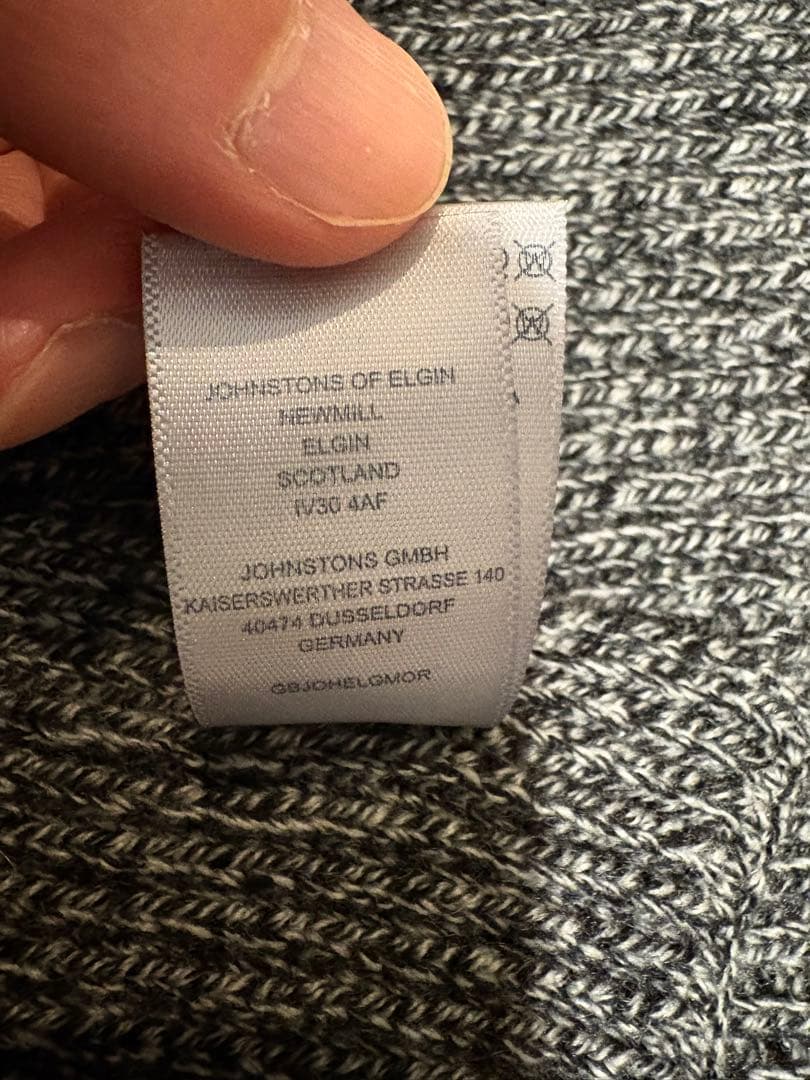 JOHNSTONS OF ELGIN
NEWMILL
ELGIN
SCOTLAND
IV30 4AF
JOHNSTONS GMBH
KAISERSWERTHER STRASSE 140
40474 DUSSELDORF
GERMANY
GBJOHELGMOR